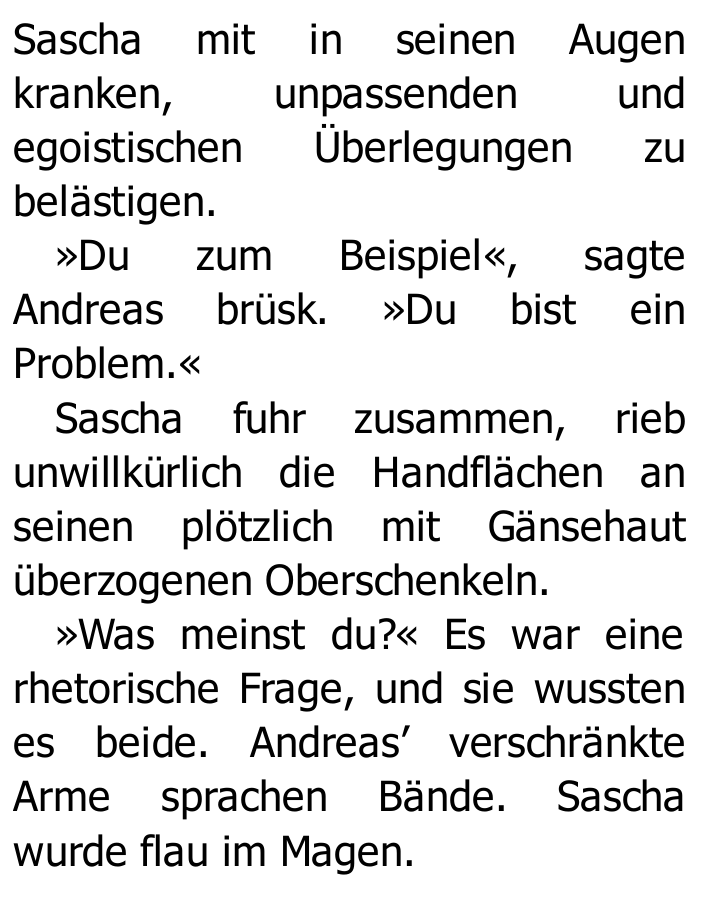 Sascha mit in seinen Augen
kranken, unpassenden und
egoistischen Überlegungen zu
belästigen.
»Du zum Beispiel«, sagte
Andreas brüsk. »Du bist ein
Problem.«
Sascha fuhr zusammen, rieb
unwillkürlich die Handflächen an
seinen plötzlich mit Gänsehaut
überzogenen Oberschenkeln.
»Was meinst du?« Es war eine
rhetorische Frage, und sie wussten
es beide. Andreas’ verschränkte
Arme sprachen Bände. Sascha
wurde flau im Magen.